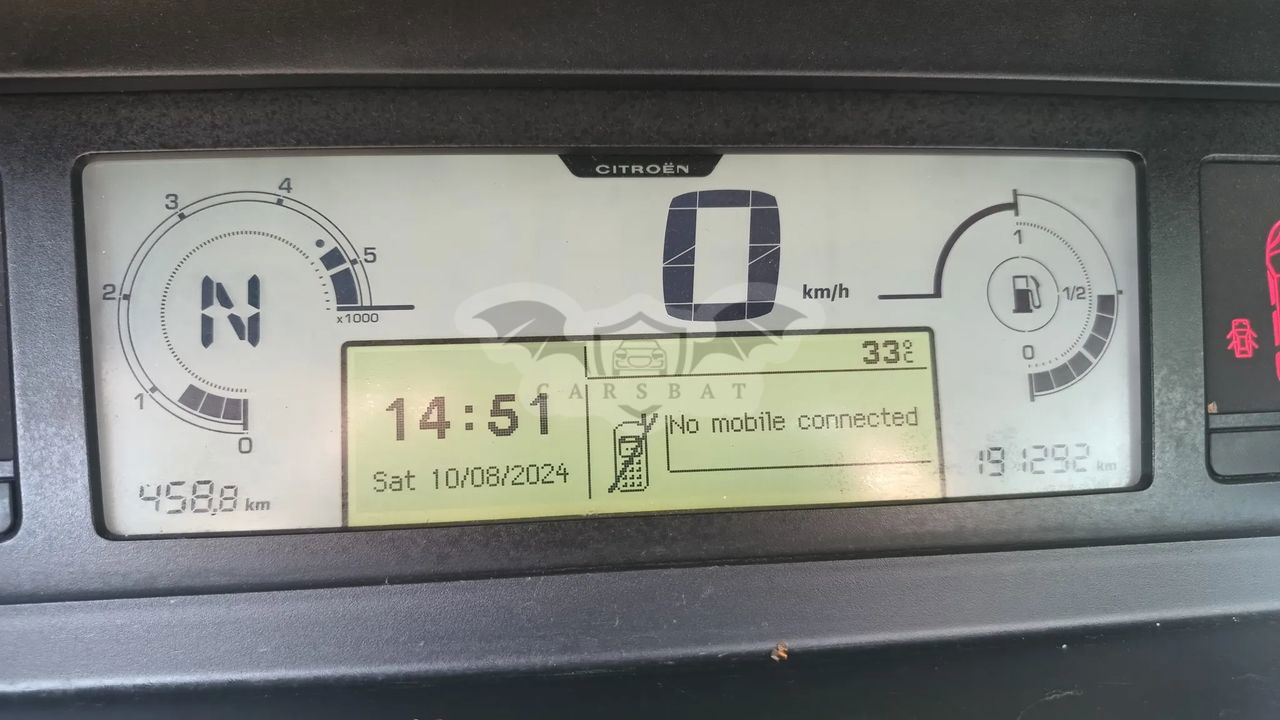 CITROËN
4
3
5
2
x1000
N
1
0
458,8 km
0 km/h
1
1/2
0
33°C
CARSBAT
14:51
No mobile connected
Sat 10/08/2024
191292 km